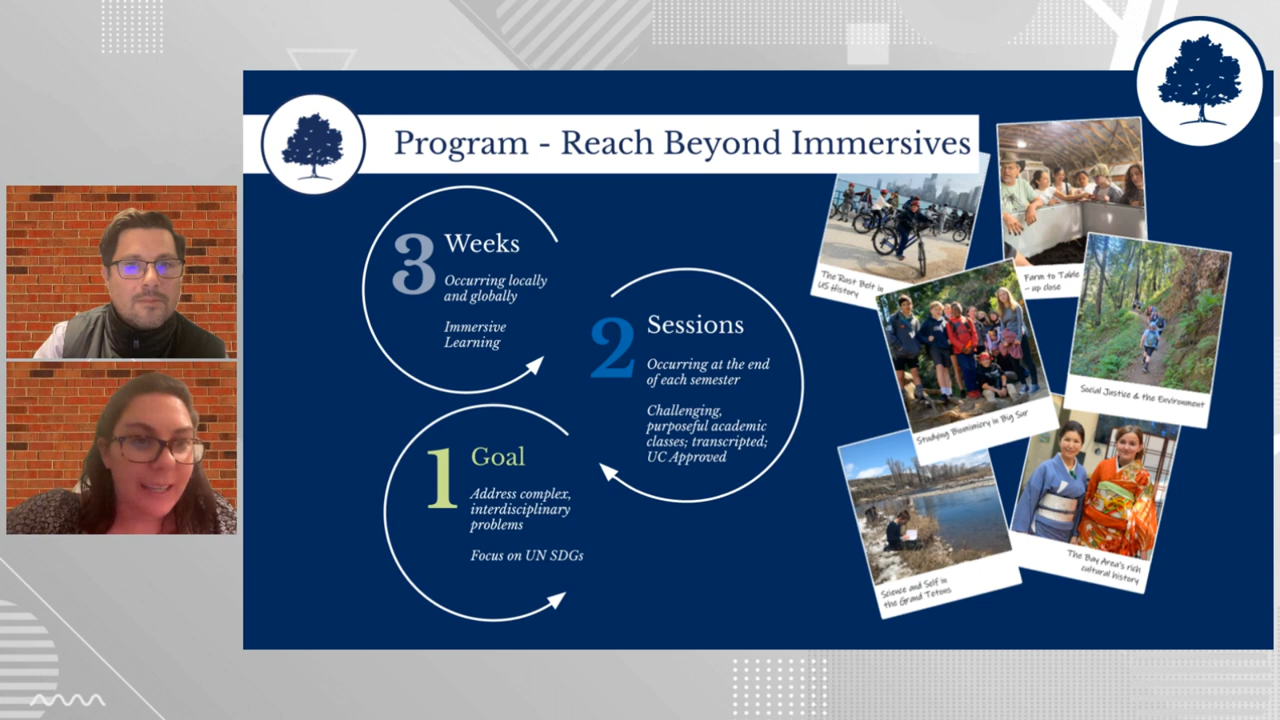 Program - Reach Beyond Immersives
3 Weeks
Occurring locally
and globally
Immersive
Learning
2 Sessions
Occurring at the end
of each semester
Challenging,
purposeful academic
classes; transcripted;
UC Approved
1 Goal
Address complex,
interdisciplinary
problems
Focus on UN SDGs
The Rust Belt in
US History
Farm to Table
- up close
Studying Biomimicry in Big Sur
Social Justice & the Environment
Science and Self in
the Grand Tetons
The Bay Area's rich
cultural history